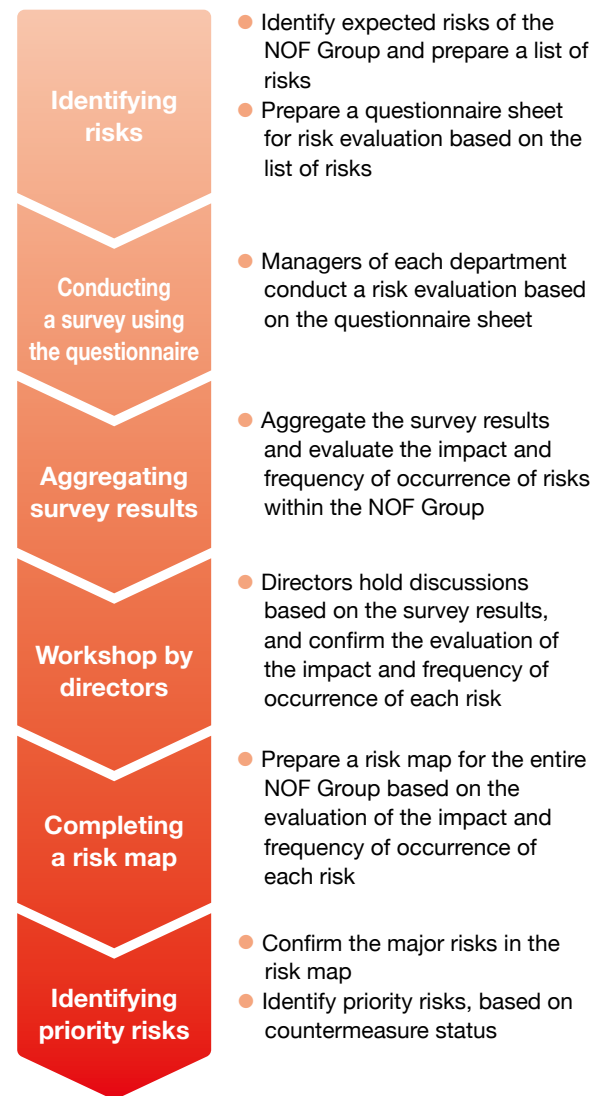 Identifying
risks
● Identify expected risks of the
NOF Group and prepare a list of
risks
● Prepare a questionnaire sheet
for risk evaluation based on the
list of risks
Conducting
a survey using
the questionnaire
● Managers of each department
conduct a risk evaluation based
on the questionnaire sheet
Aggregating
survey results
● Aggregate the survey results
and evaluate the impact and
frequency of occurrence of risks
within the NOF Group
Workshop by
directors
● Directors hold discussions
based on the survey results,
and confirm the evaluation of
the impact and frequency of
occurrence of each risk
Completing
a risk map
● Prepare a risk map for the entire
NOF Group based on the
evaluation of the impact and
frequency of occurrence of
each risk
Identifying
priority risks
● Confirm the major risks in the
risk map
● Identify priority risks, based on
countermeasure status